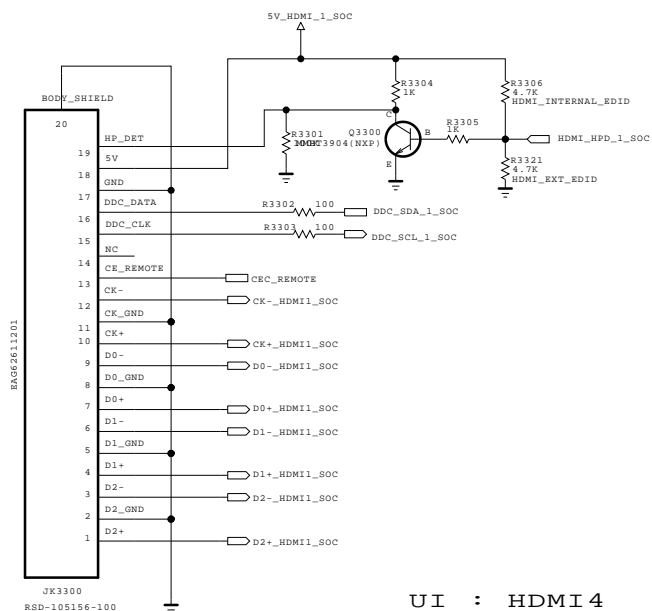 5V_HDMI_1_SOC
BODY_SHIELD
20
R3304
1K
R3306
4.7K
HDMI_INTERNAL_EDID
R3305
1K
R3301
Q3300
MMBT3904(NXP)
C
B
E
HDMI_HPD_1_SOC
R3321
4.7K
HDMI_EXT_EDID
HP_DET
19
5V
18
GND
17
DDC_DATA
R3302
100
DDC_SDA_1_SOC
16
DDC_CLK
R3303
100
DDC_SCL_1_SOC
15
NC
14
CE_REMOTE
CEC_REMOTE
13
CK-
CK-_HDMI1_SOC
12
CK_GND
11
CK+
10
CK+_HDMI1_SOC
D0-
9
D0-_HDMI1_SOC
D0_GND
8
D0+
7
D0+_HDMI1_SOC
D1-
6
D1-_HDMI1_SOC
D1_GND
5
D1+
4
D1+_HDMI1_SOC
D2-
3
D2-_HDMI1_SOC
D2_GND
2
D2+
1
D2+_HDMI1_SOC
EAG62611201
JK3300
RSD-105156-100
UI : HDMI4